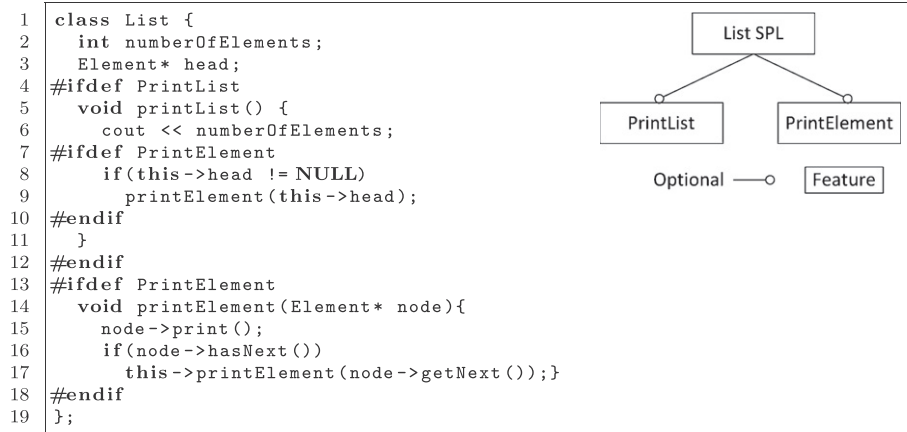 1 class List {
2 int numberOfElements;
3 Element* head;
4 #ifdef PrintList
5 void printList() {
6 cout << numberOfElements;
7 #ifdef PrintElement
8 if(this->head != NULL)
9 printElement(this->head);
10 #endif
11 }
12 #endif
13 #ifdef PrintElement
14 void printElement(Element* node){
15 node->print();
16 if(node->hasNext())
17 this->printElement(node->getNext());}
18 #endif
19 };
List SPL
PrintList PrintElement
Optional Feature